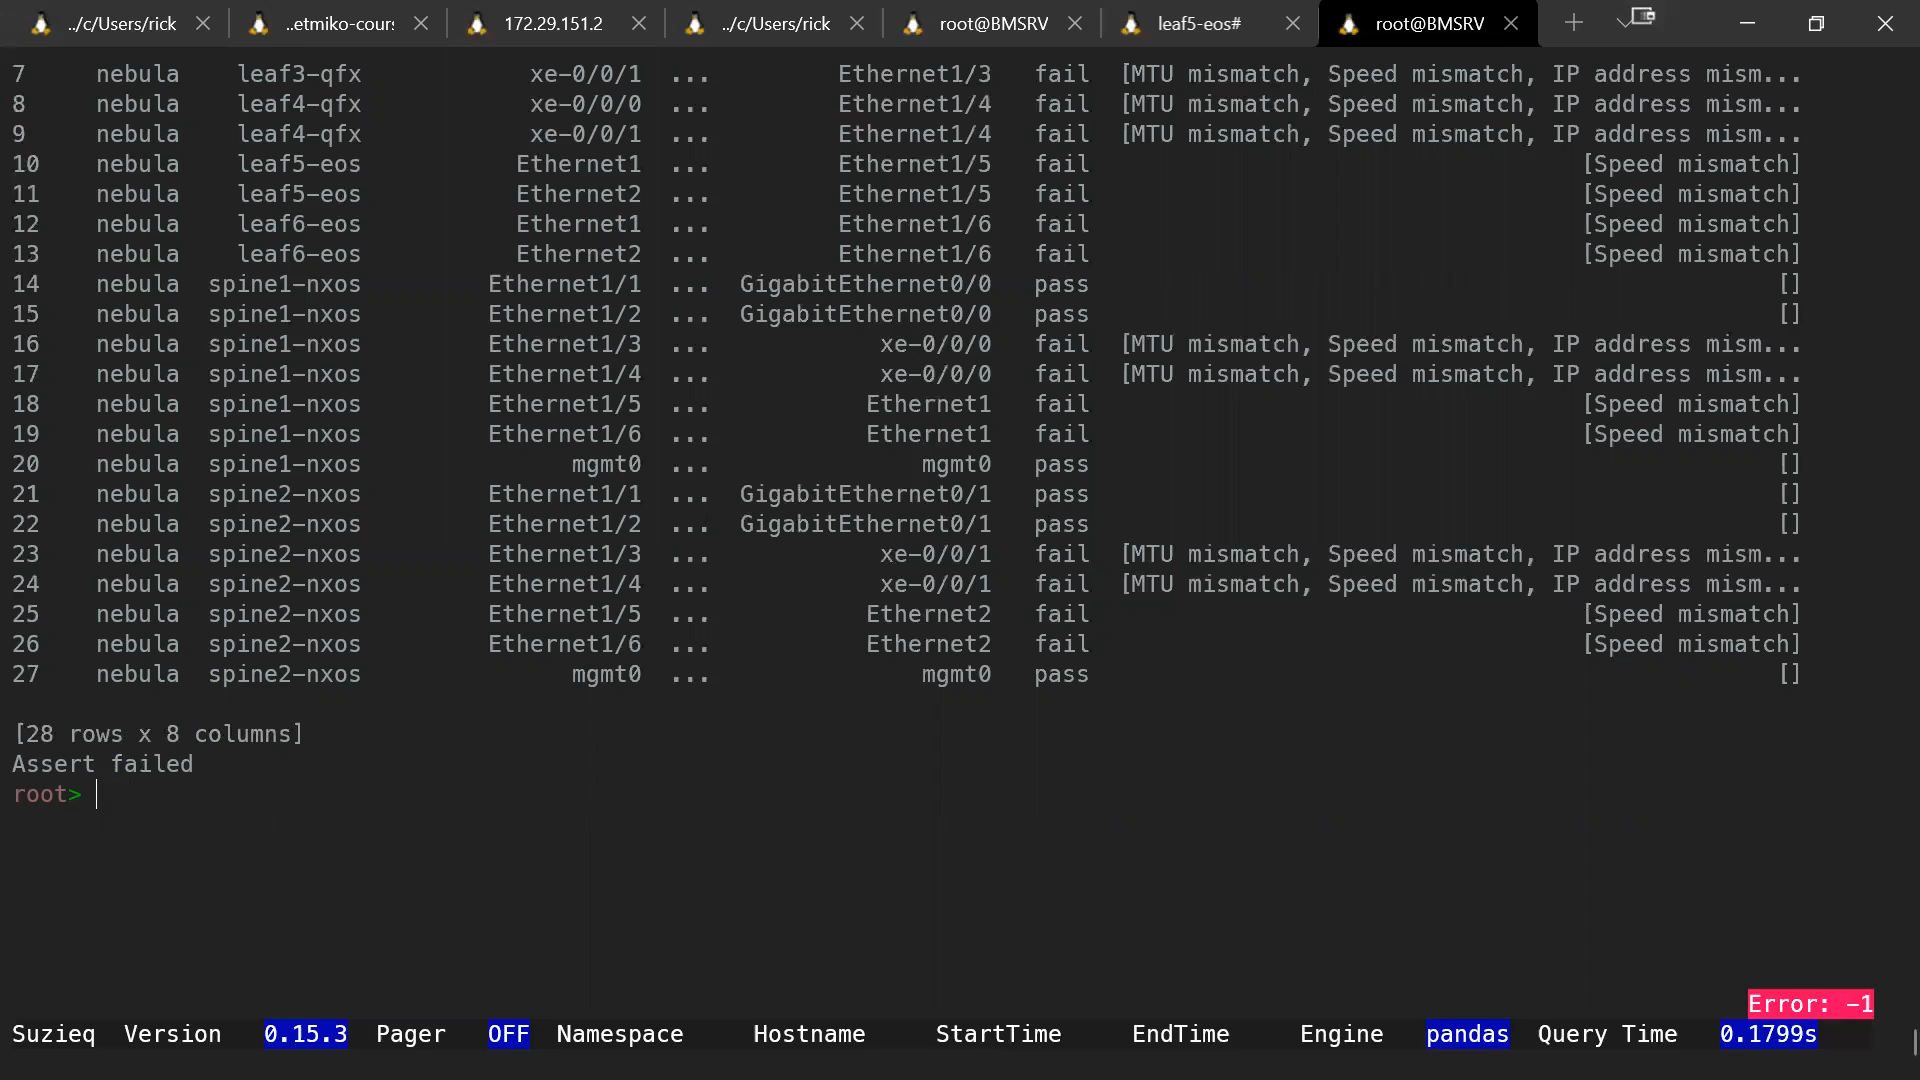 ../c/Users/rick ..etmiko-cours 172.29.151.2 ../c/Users/rick root@BMSRV leaf5-eos# root@BMSRV
7 nebula leaf3-qfx xe-0/0/1 ... Ethernet1/3 fail [MTU mismatch, Speed mismatch, IP address mism...
8 nebula leaf4-qfx xe-0/0/0 ... Ethernet1/4 fail [MTU mismatch, Speed mismatch, IP address mism...
9 nebula leaf4-qfx xe-0/0/1 ... Ethernet1/4 fail [MTU mismatch, Speed mismatch, IP address mism...
10 nebula leaf5-eos Ethernet1 ... Ethernet1/5 fail [Speed mismatch]
11 nebula leaf5-eos Ethernet2 ... Ethernet1/5 fail [Speed mismatch]
12 nebula leaf6-eos Ethernet1 ... Ethernet1/6 fail [Speed mismatch]
13 nebula leaf6-eos Ethernet2 ... Ethernet1/6 fail [Speed mismatch]
14 nebula spine1-nxos Ethernet1/1 ... GigabitEthernet0/0 pass []
15 nebula spine1-nxos Ethernet1/2 ... GigabitEthernet0/0 pass []
16 nebula spine1-nxos Ethernet1/3 ... xe-0/0/0 fail [MTU mismatch, Speed mismatch, IP address mism...
17 nebula spine1-nxos Ethernet1/4 ... xe-0/0/0 fail [MTU mismatch, Speed mismatch, IP address mism...
18 nebula spine1-nxos Ethernet1/5 ... Ethernet1 fail [Speed mismatch]
19 nebula spine1-nxos Ethernet1/6 ... Ethernet1 fail [Speed mismatch]
20 nebula spine1-nxos mgmt0 ... mgmt0 pass []
21 nebula spine2-nxos Ethernet1/1 ... GigabitEthernet0/1 pass []
22 nebula spine2-nxos Ethernet1/2 ... GigabitEthernet0/1 pass []
23 nebula spine2-nxos Ethernet1/3 ... xe-0/0/1 fail [MTU mismatch, Speed mismatch, IP address mism...
24 nebula spine2-nxos Ethernet1/4 ... xe-0/0/1 fail [MTU mismatch, Speed mismatch, IP address mism...
25 nebula spine2-nxos Ethernet1/5 ... Ethernet2 fail [Speed mismatch]
26 nebula spine2-nxos Ethernet1/6 ... Ethernet2 fail [Speed mismatch]
27 nebula spine2-nxos mgmt0 ... mgmt0 pass []
[28 rows x 8 columns]
Assert failed
root>
Error: -1
Suzieq Version 0.15.3 Pager OFF Namespace Hostname StartTime EndTime Engine pandas Query Time 0.1799s